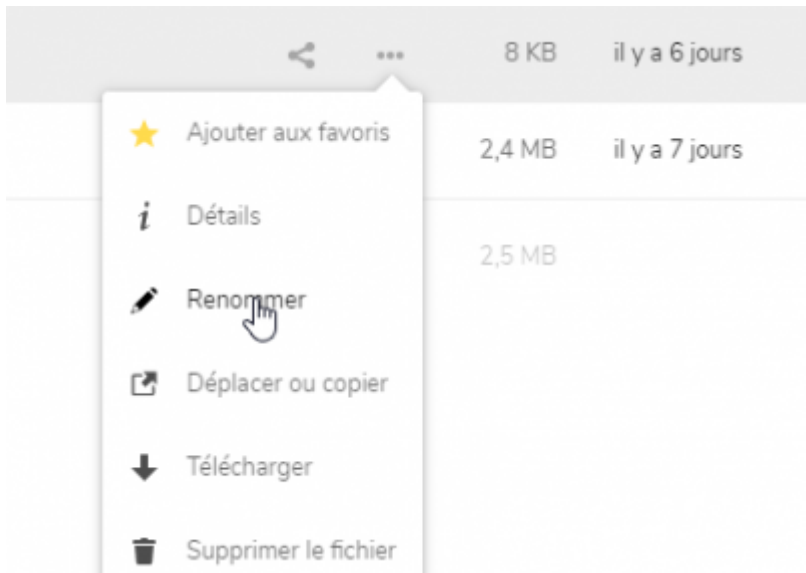 8 KB il y a 6 jours
Ajouter aux favoris
2,4 MB il y a 7 jours
Détails
2,5 MB
Renommer
Déplacer ou copier
Télécharger
Supprimer le fichier